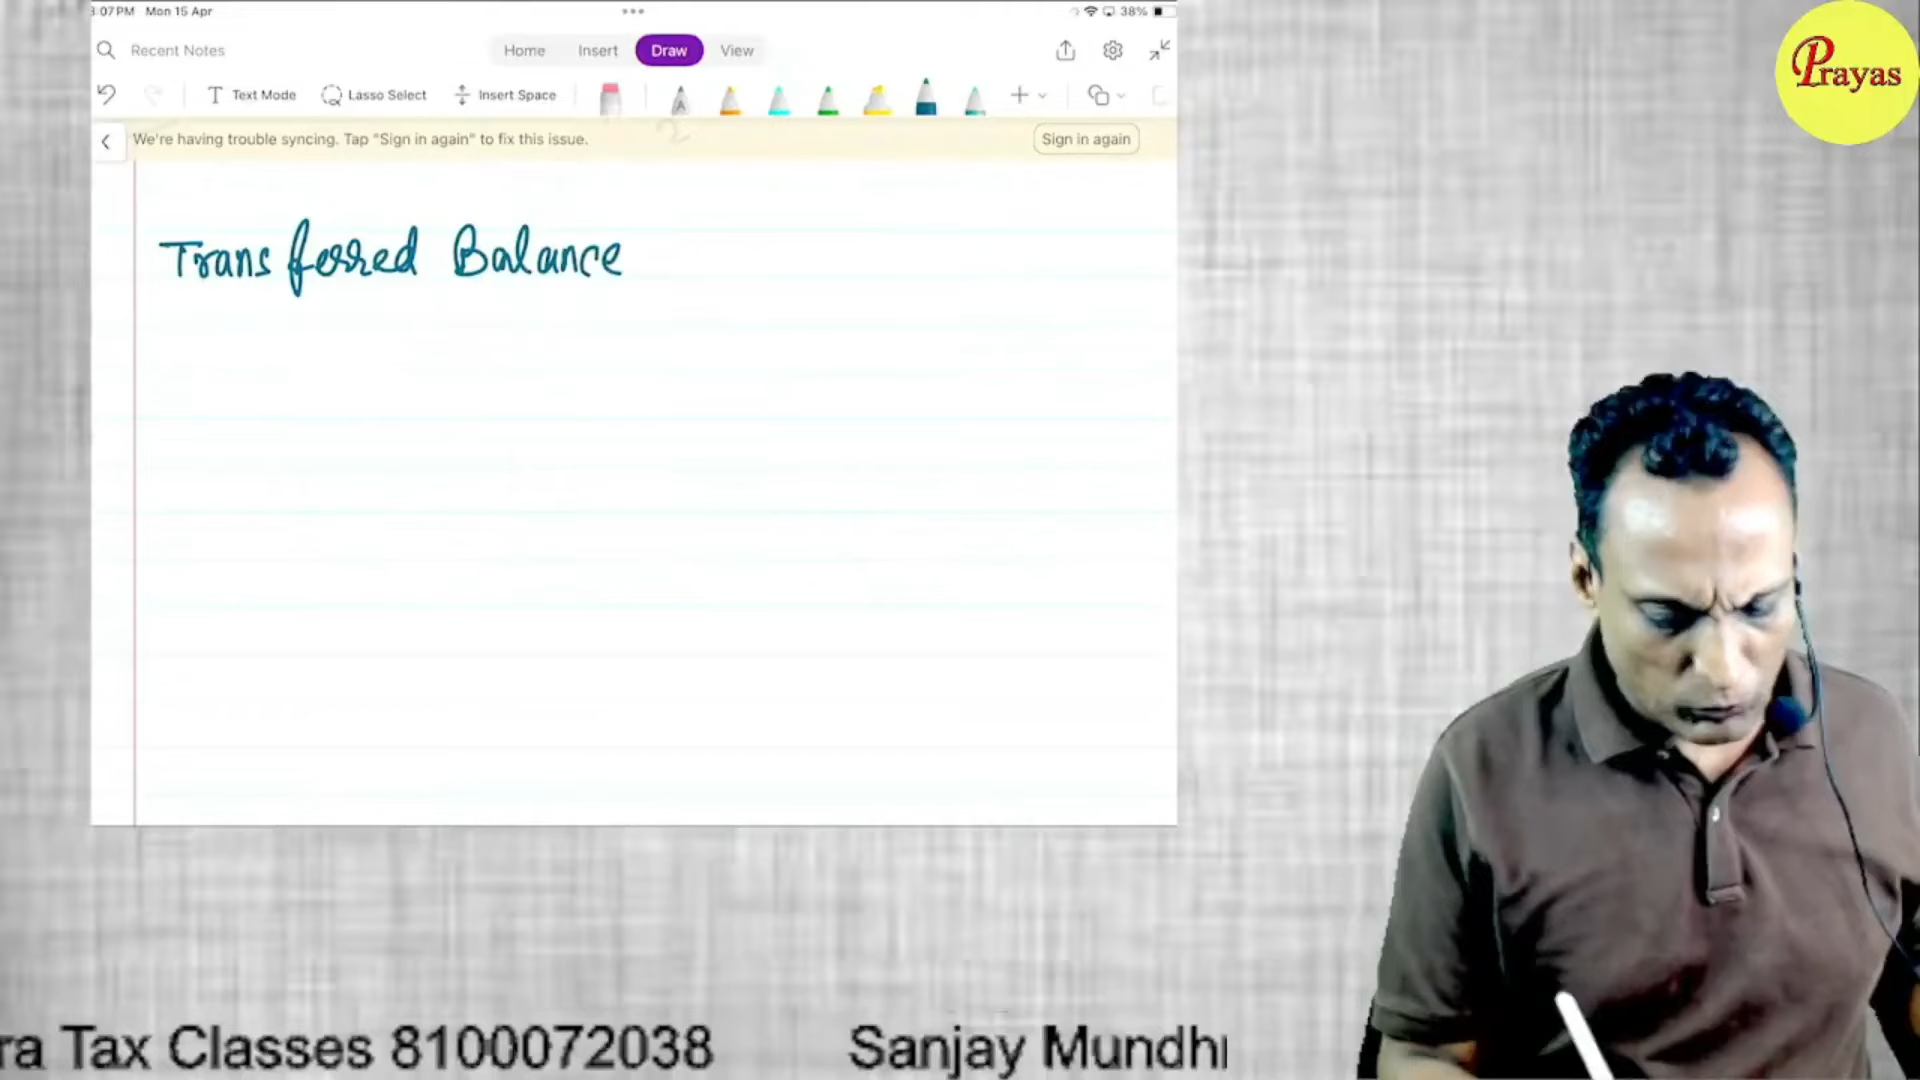 3:07 PM Mon 15 Apr
38%
Prayas
Recent Notes
Home Insert Draw View
Text Mode Lasso Select Insert Space
We're having trouble syncing. Tap "Sign in again" to fix this issue.
Sign in again
Transferred Balance
ra Tax Classes 8100072038 Sanjay Mundh